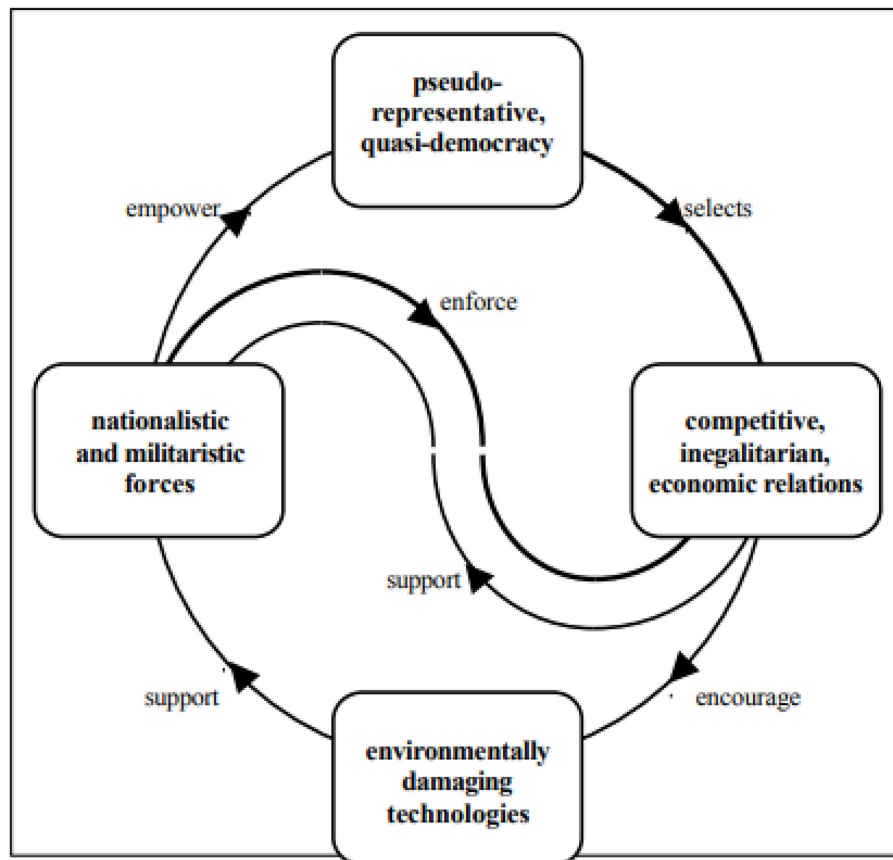 pseudo-
representative,
quasi-democracy
empower
selects
enforce
nationalistic
and militaristic
forces
competitive,
inegalitarian,
economic relations
support
support
encourage
environmentally
damaging
technologies